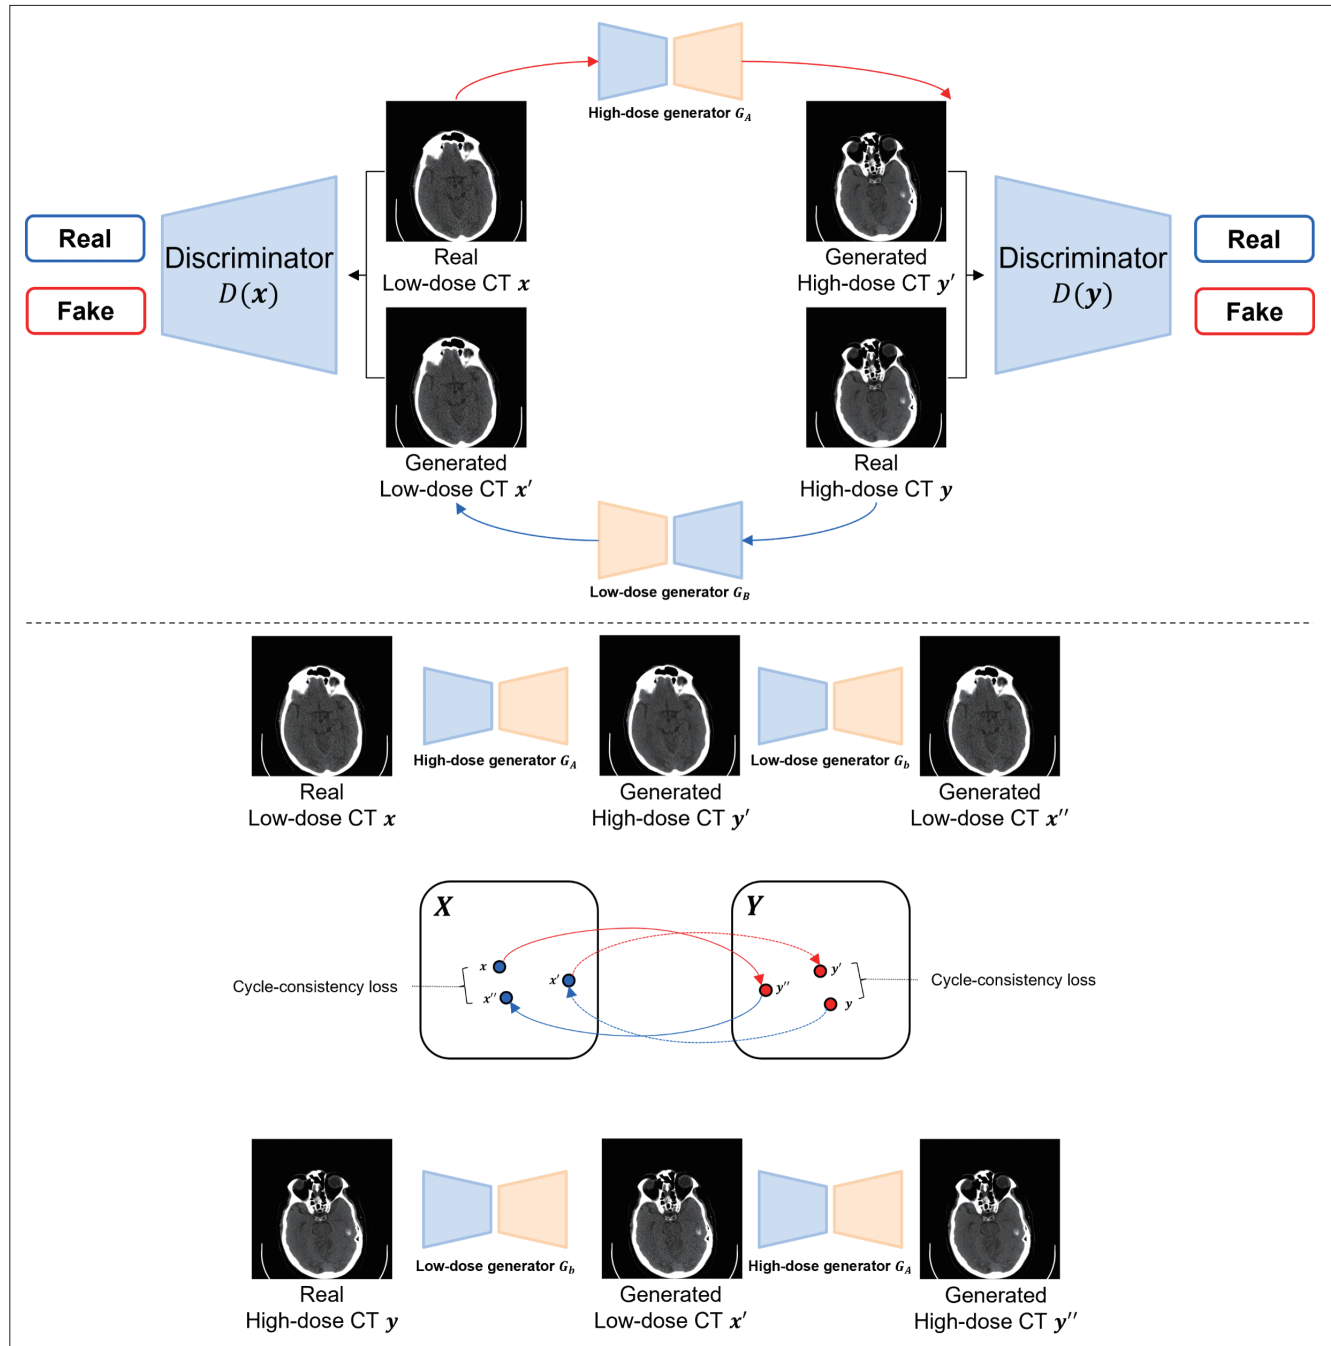 High-dose generator G_A
Real
Low-dose CT x
Generated
High-dose CT y′
Real
Fake
Discriminator
D(x)
Discriminator
D(y)
Real
Fake
Generated
Low-dose CT x′
Real
High-dose CT y
Low-dose generator G_B
High-dose generator G_A
Low-dose generator G_b
Real
Low-dose CT x
Generated
High-dose CT y′
Generated
Low-dose CT x′′
X
Y
x
x′
x′′
y′
y′′
y
Cycle-consistency loss
Cycle-consistency loss
Low-dose generator G_b
High-dose generator G_A
Real
High-dose CT y
Generated
Low-dose CT x′
Generated
High-dose CT y′′